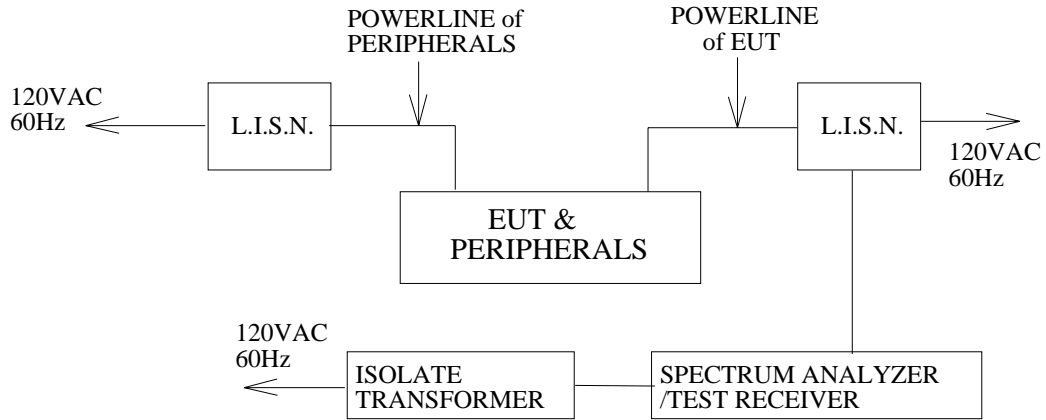 POWERLINE of
PERIPHERALS
POWERLINE
of EUT
120VAC
60Hz
L.I.S.N.
L.I.S.N.
120VAC
60Hz
EUT &
PERIPHERALS
120VAC
60Hz
ISOLATE
TRANSFORMER
SPECTRUM ANALYZER
/TEST RECEIVER